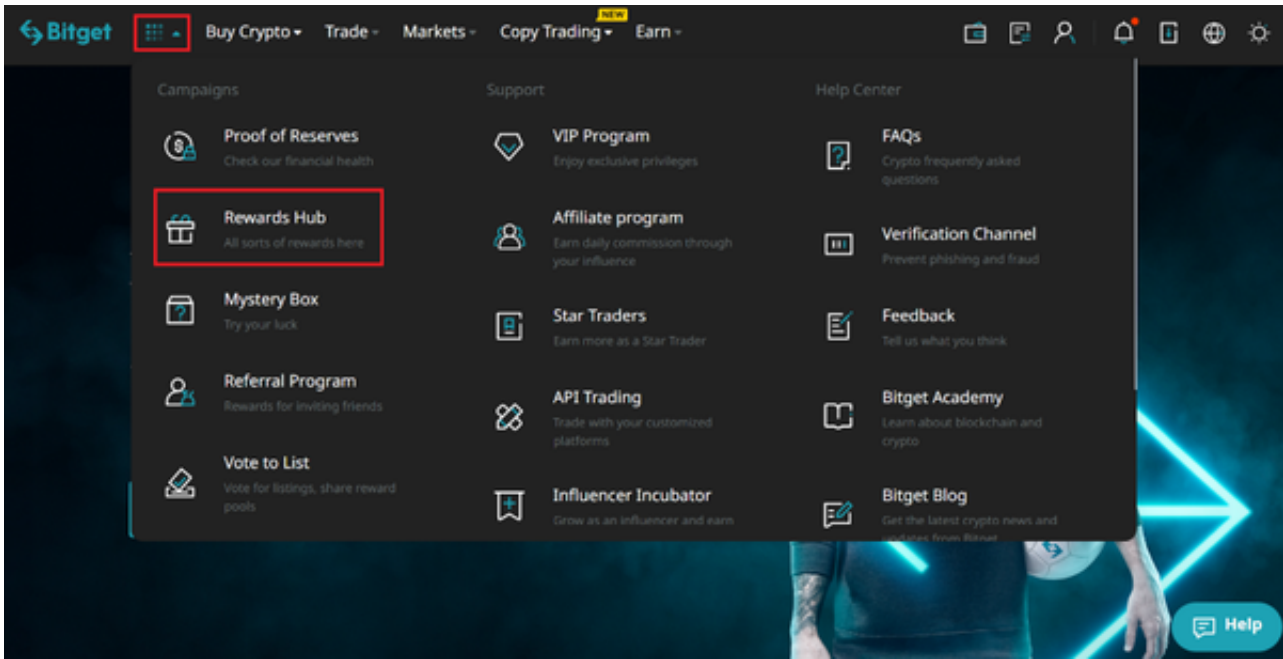 Bitget
Buy Crypto
Trade
Markets
NEW
Copy Trading
Earn
Campaigns
Proof of Reserves
Check our financial health
Rewards Hub
All sorts of rewards here
Mystery Box
Try your luck
Referral Program
Rewards for inviting friends
Vote to List
Vote for listings, share reward
pools
Support
VIP Program
Enjoy exclusive privileges
Affiliate program
Earn daily commission through
your influence
Star Traders
Earn more as a Star Trader
API Trading
Trade with your customized
platforms
Influencer Incubator
Grow as an influencer and earn
Help Center
FAQs
Crypto frequently asked
questions
Verification Channel
Prevent phishing and fraud
Feedback
Tell us what you think
Bitget Academy
Learn about blockchain and
crypto
Bitget Blog
Get the latest crypto news and
updates from Bitget
Help